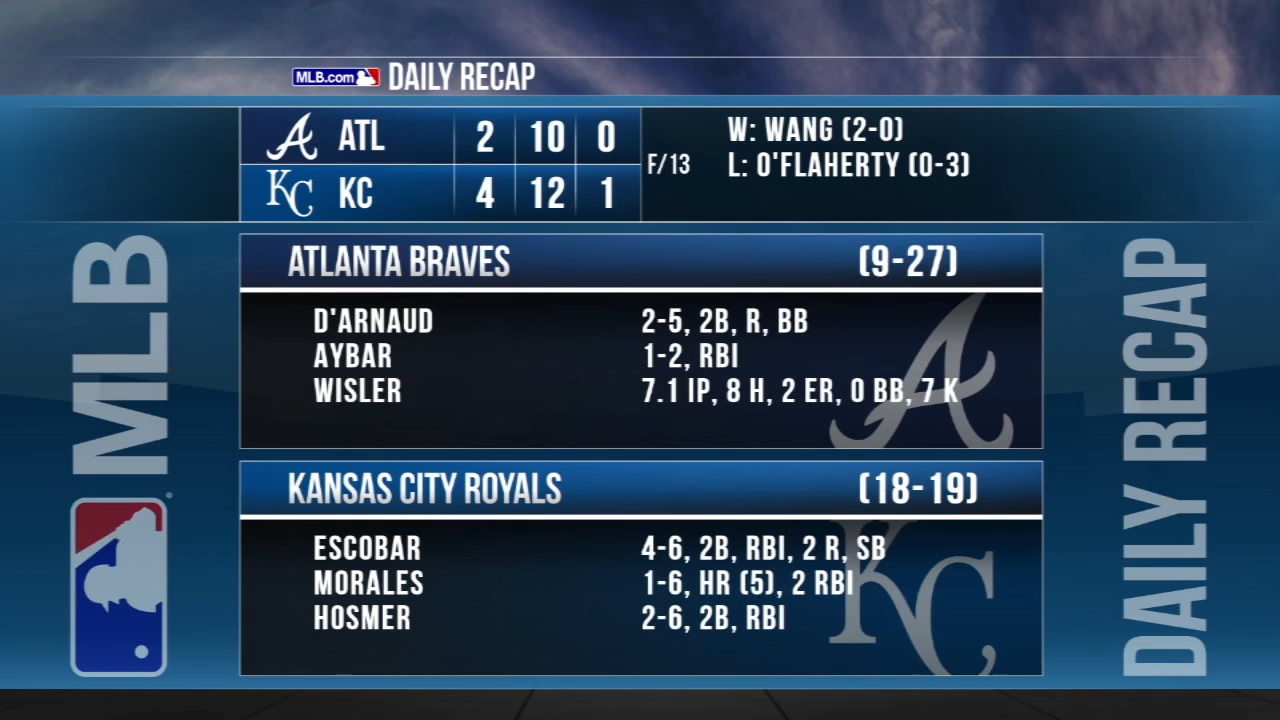 MLB.com DAILY RECAP
ATL 2 10 0
KC 4 12 1
F/13
W: WANG (2-0)
L: O'FLAHERTY (0-3)
MLB
ATLANTA BRAVES (9-27)
D'ARNAUD 2-5, 2B, R, BB
AYBAR 1-2, RBI
WISLER 7.1 IP, 8 H, 2 ER, 0 BB, 7 K
KANSAS CITY ROYALS (18-19)
ESCOBAR 4-6, 2B, RBI, 2 R, SB
MORALES 1-6, HR (5), 2 RBI
HOSMER 2-6, 2B, RBI
DAILY RECAP